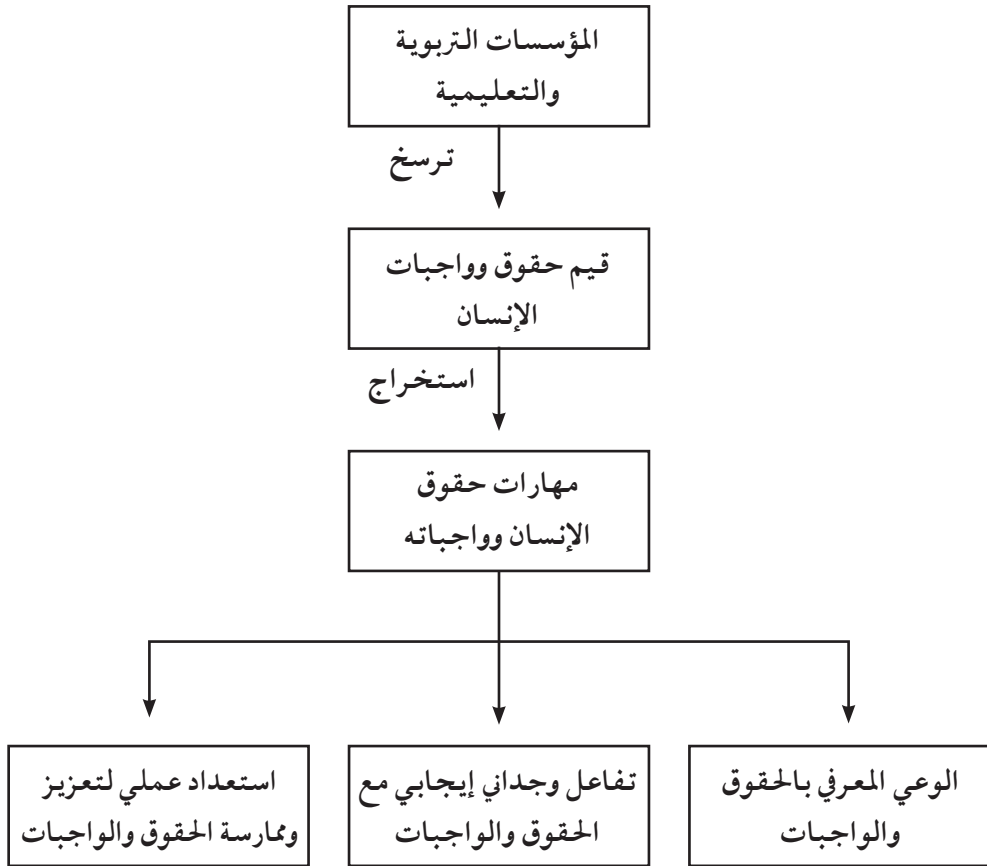 المؤسسات التربوية
والتعليمية
ترسخ
قيم حقوق وواجبات
الإنسان
استخراج
مهارات حقوق
الإنسان وواجباته
الوعي المعرفي بالحقوق
والواجبات
تفاعل وجداني إيجابي مع
الحقوق والواجبات
استعداد عملي لتعزيز
وممارسة الحقوق والواجبات